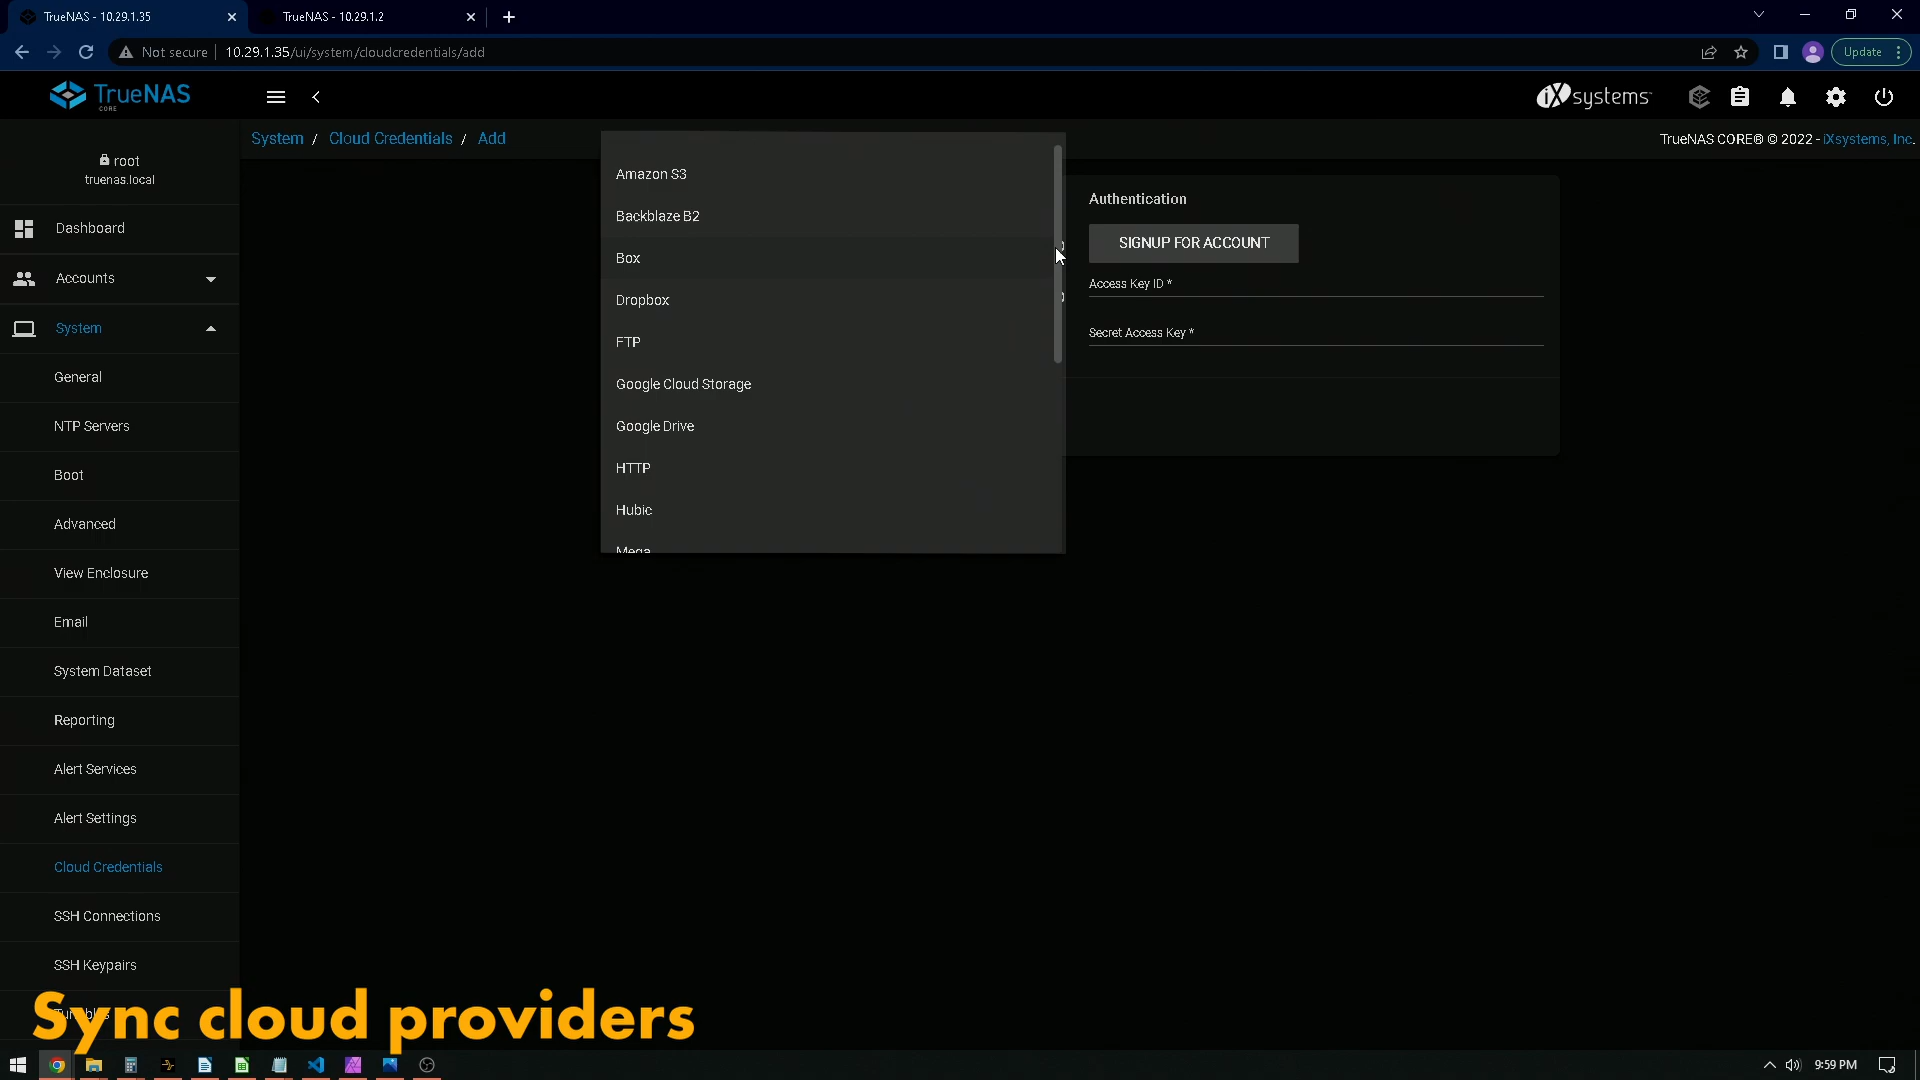 TrueNAS - 10.29.1.35
TrueNAS - 10.29.1.2
Not secure
10.29.1.35/ui/system/cloudcredentials/add
Update
TrueNAS
CORE
iXsystems
System / Cloud Credentials / Add
TrueNAS CORE® © 2022 - iXsystems, Inc.
root
truenas.local
Dashboard
Accounts
System
General
NTP Servers
Boot
Advanced
View Enclosure
Email
System Dataset
Reporting
Alert Services
Alert Settings
Cloud Credentials
SSH Connections
SSH Keypairs
Amazon S3
Backblaze B2
Box
Dropbox
FTP
Google Cloud Storage
Google Drive
HTTP
Hubic
Mega
Authentication
SIGNUP FOR ACCOUNT
Access Key ID *
Secret Access Key *
Sync cloud providers
9:59 PM